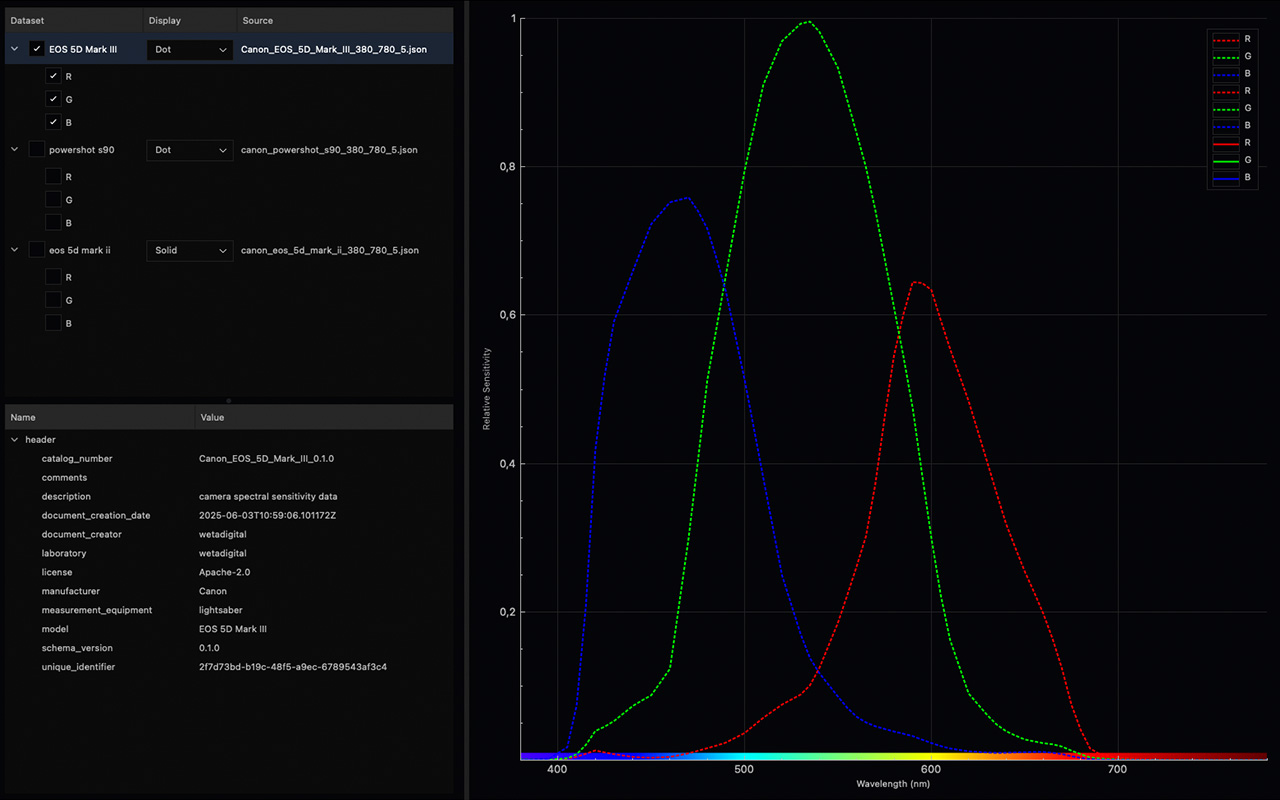 Dataset Display Source
EOS 5D Mark III Dot Canon_EOS_5D_Mark_III_380_780_5.json
R
G
B
powershot s90 Dot canon_powershot_s90_380_780_5.json
R
G
B
eos 5d mark ii Solid canon_eos_5d_mark_ii_380_780_5.json
R
G
B
Name Value
header
catalog_number Canon_EOS_5D_Mark_III_0.1.0
comments
description camera spectral sensitivity data
document_creation_date 2025-06-03T10:59:06.101172Z
document_creator wetadigital
laboratory wetadigital
license Apache-2.0
manufacturer Canon
measurement_equipment lightsaber
model EOS 5D Mark III
schema_version 0.1.0
unique_identifier 2f7d73bd-b19c-48f5-a9ec-6789543af3c4
1
0,8
0,6
0,4
0,2
Relative Sensitivity
400 500 600 700
Wavelength (nm)
R
G
B
R
G
B
R
G
B